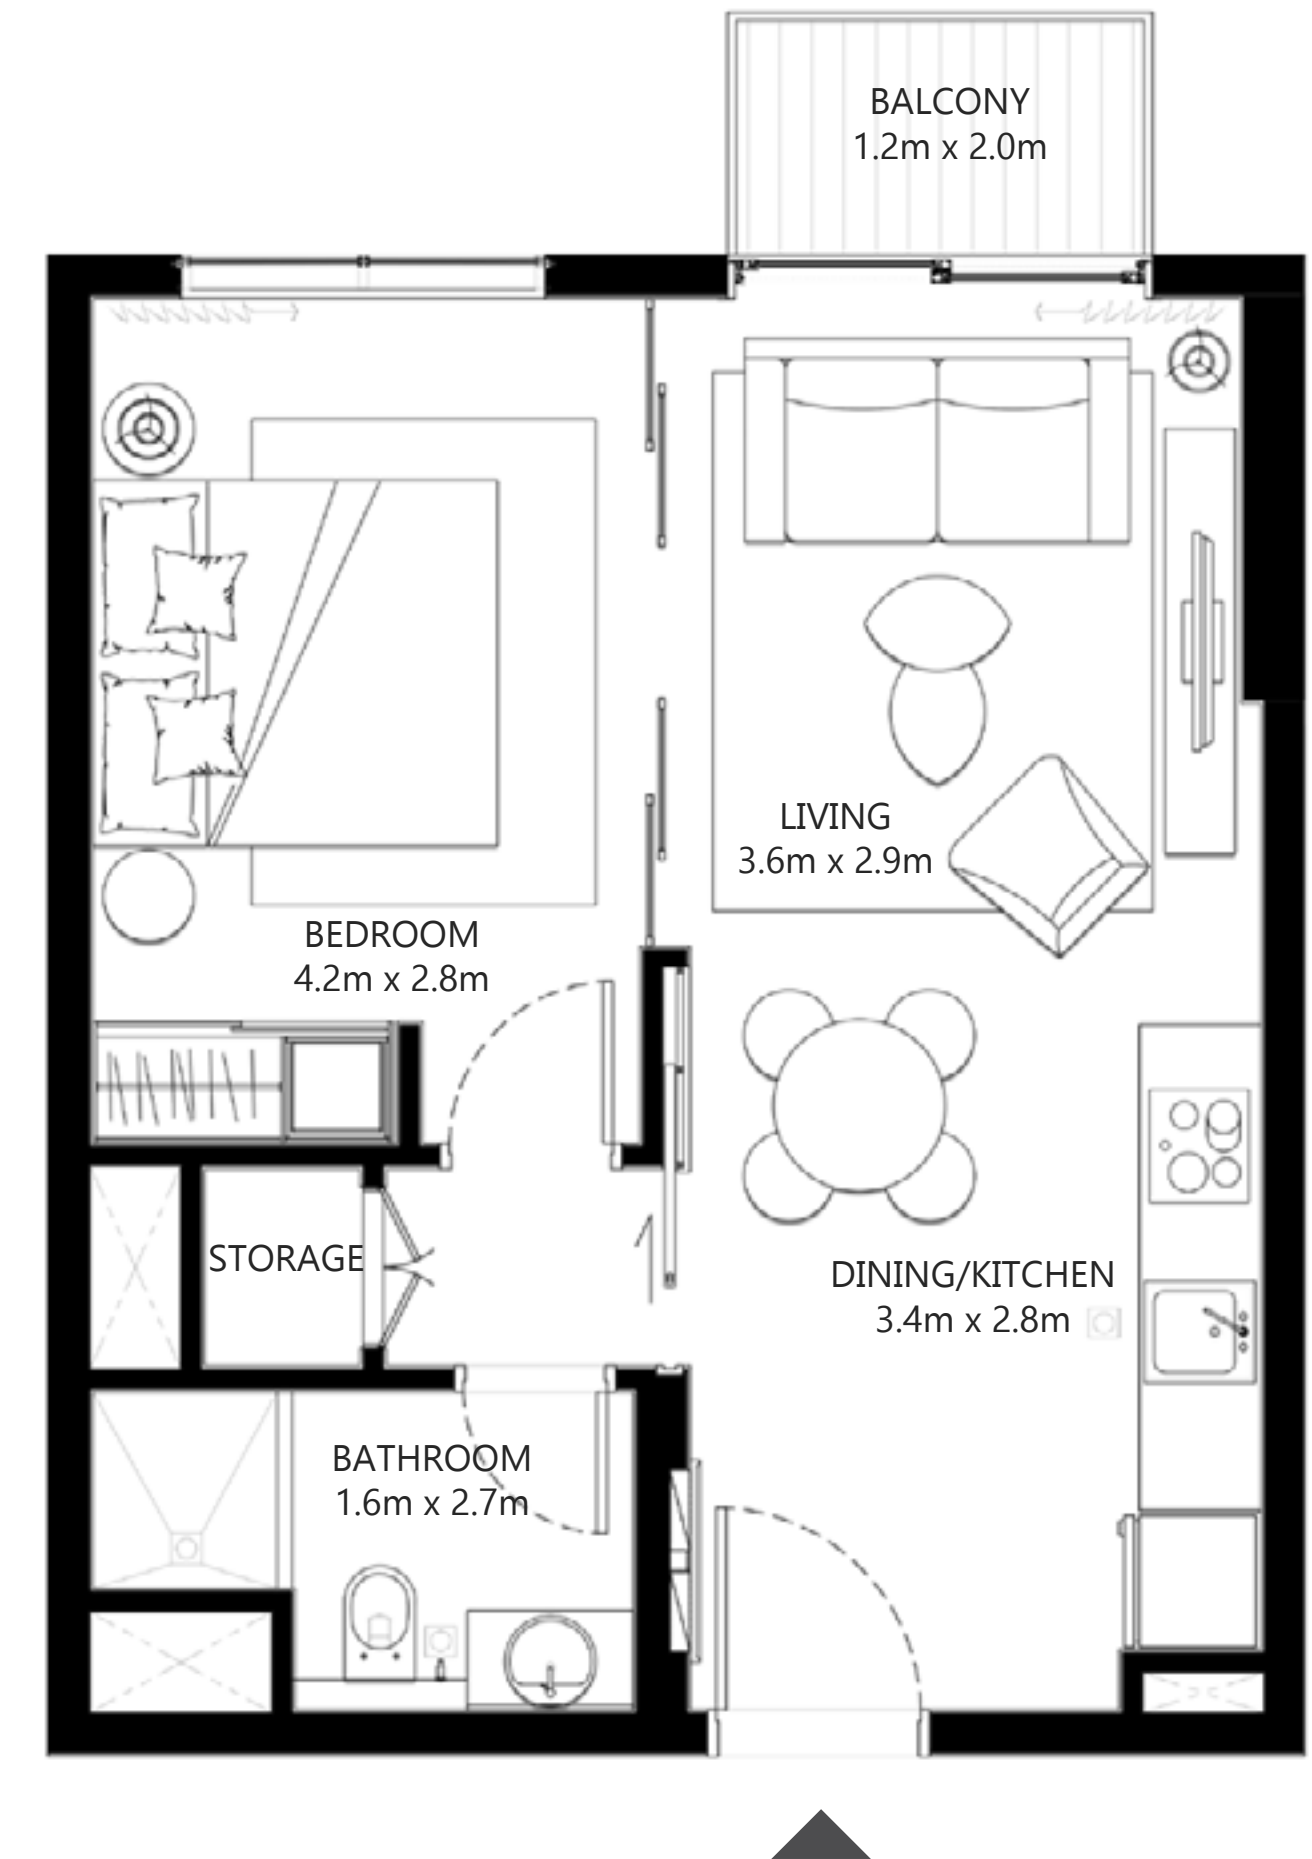 BALCONY
1.2m x 2.0m
LIVING
3.6m x 2.9m
BEDROOM
4.2m x 2.8m
STORAGE
DINING/KITCHEN
3.4m x 2.8m
BATHROOM
1.6m x 2.7m